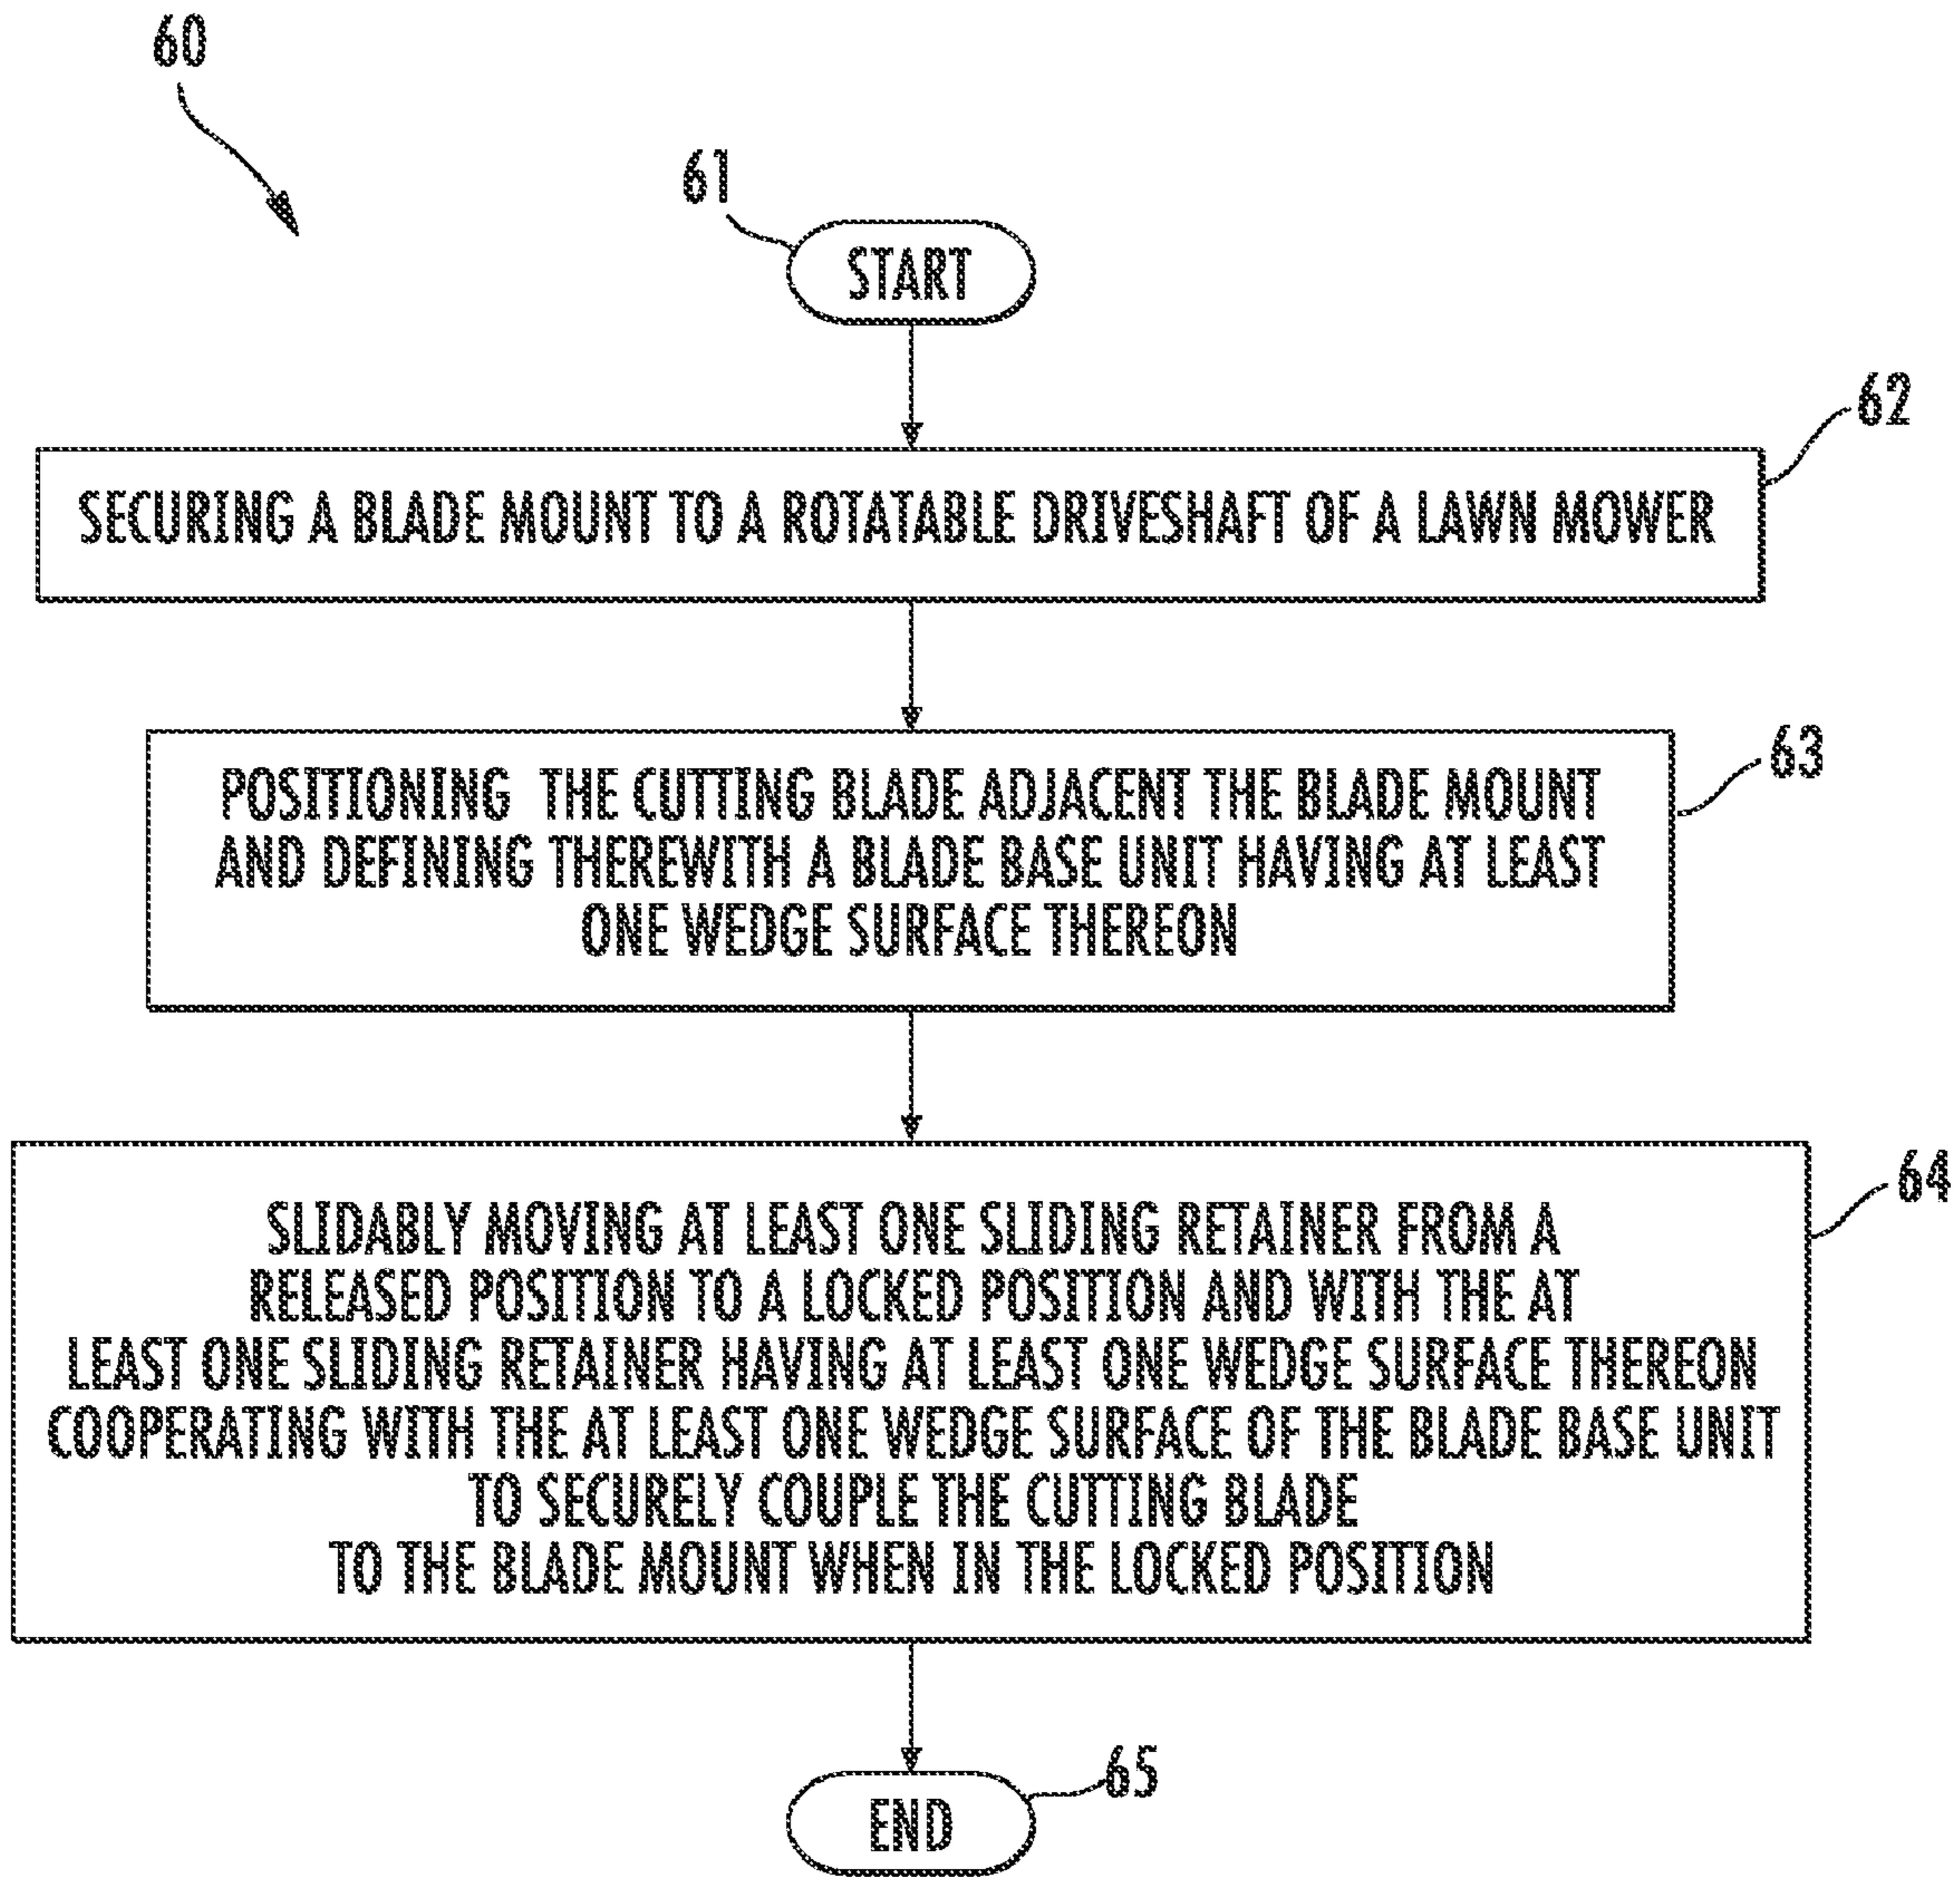 60
61
START
62
SECURING A BLADE MOUNT TO A ROTATABLE DRIVESHAFT OF A LAWN MOWER
63
POSITIONING THE CUTTING BLADE ADJACENT THE BLADE MOUNT
AND DEFINING THEREWITH A BLADE BASE UNIT HAVING AT LEAST
ONE WEDGE SURFACE THEREON
64
SLIDABLY MOVING AT LEAST ONE SLIDING RETAINER FROM A
RELEASED POSITION TO A LOCKED POSITION AND WITH THE AT
LEAST ONE SLIDING RETAINER HAVING AT LEAST ONE WEDGE SURFACE THEREON
COOPERATING WITH THE AT LEAST ONE WEDGE SURFACE OF THE BLADE BASE UNIT
TO SECURELY COUPLE THE CUTTING BLADE
TO THE BLADE MOUNT WHEN IN THE LOCKED POSITION
65
END